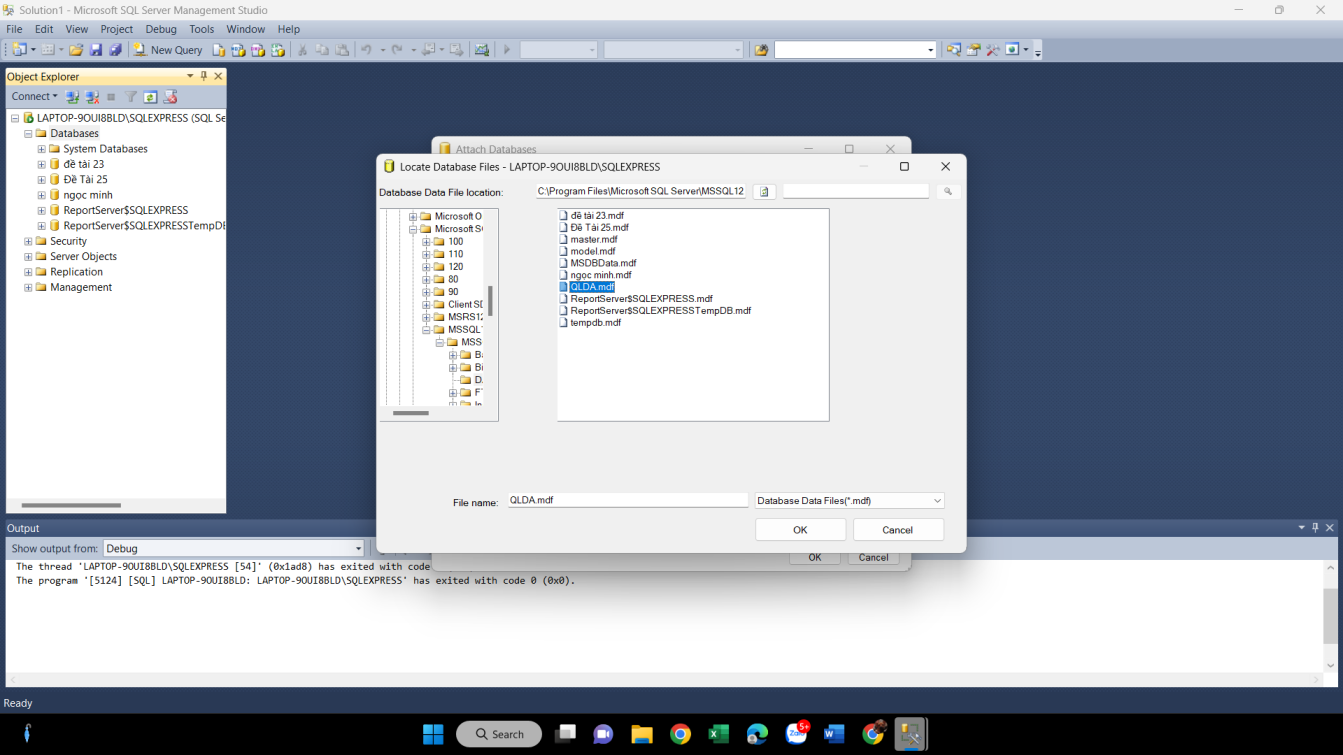 Solution1 - Microsoft SQL Server Management Studio
File Edit View Project Debug Tools Window Help
New Query
Object Explorer
Connect
LAPTOP-9OUI8BLD\SQLEXPRESS (SQL Se
Databases
System Databases
đề tài 23
Đề Tài 25
ngọc minh
ReportServer$SQLEXPRESS
ReportServer$SQLEXPRESSTempDB
Security
Server Objects
Replication
Management
Attach Databases
Locate Database Files - LAPTOP-9OUI8BLD\SQLEXPRESS
Database Data File location:
C:\Program Files\Microsoft SQL Server\MSSQL12
Microsoft O
Microsoft S
100
110
120
80
90
Client SD
MSRS12
MSSQL
MSS
Ba
Bi
D
F
In
đề tài 23.mdf
Đề Tài 25.mdf
master.mdf
model.mdf
MSDBData.mdf
ngọc minh.mdf
QLDA.mdf
ReportServer$SQLEXPRESS.mdf
ReportServer$SQLEXPRESSTempDB.mdf
tempdb.mdf
File name:
QLDA.mdf
Database Data Files(*.mdf)
OK
Cancel
OK
Cancel
Output
Show output from: Debug
The thread 'LAPTOP-9OUI8BLD\SQLEXPRESS [54]' (0x1ad8) has exited with code
The program '[5124] [SQL] LAPTOP-9OUI8BLD: LAPTOP-9OUI8BLD\SQLEXPRESS' has exited with code 0 (0x0).
Ready
Search
5+
Zalo